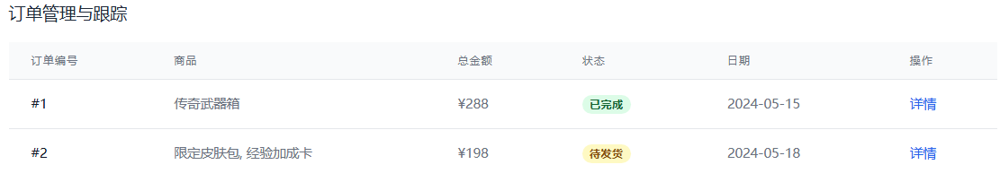 订单管理与跟踪
订单编号 商品 总金额 状态 日期 操作
#1 传奇武器箱 ¥288 已完成 2024-05-15 详情
#2 限定皮肤包, 经验加成卡 ¥198 待发货 2024-05-18 详情